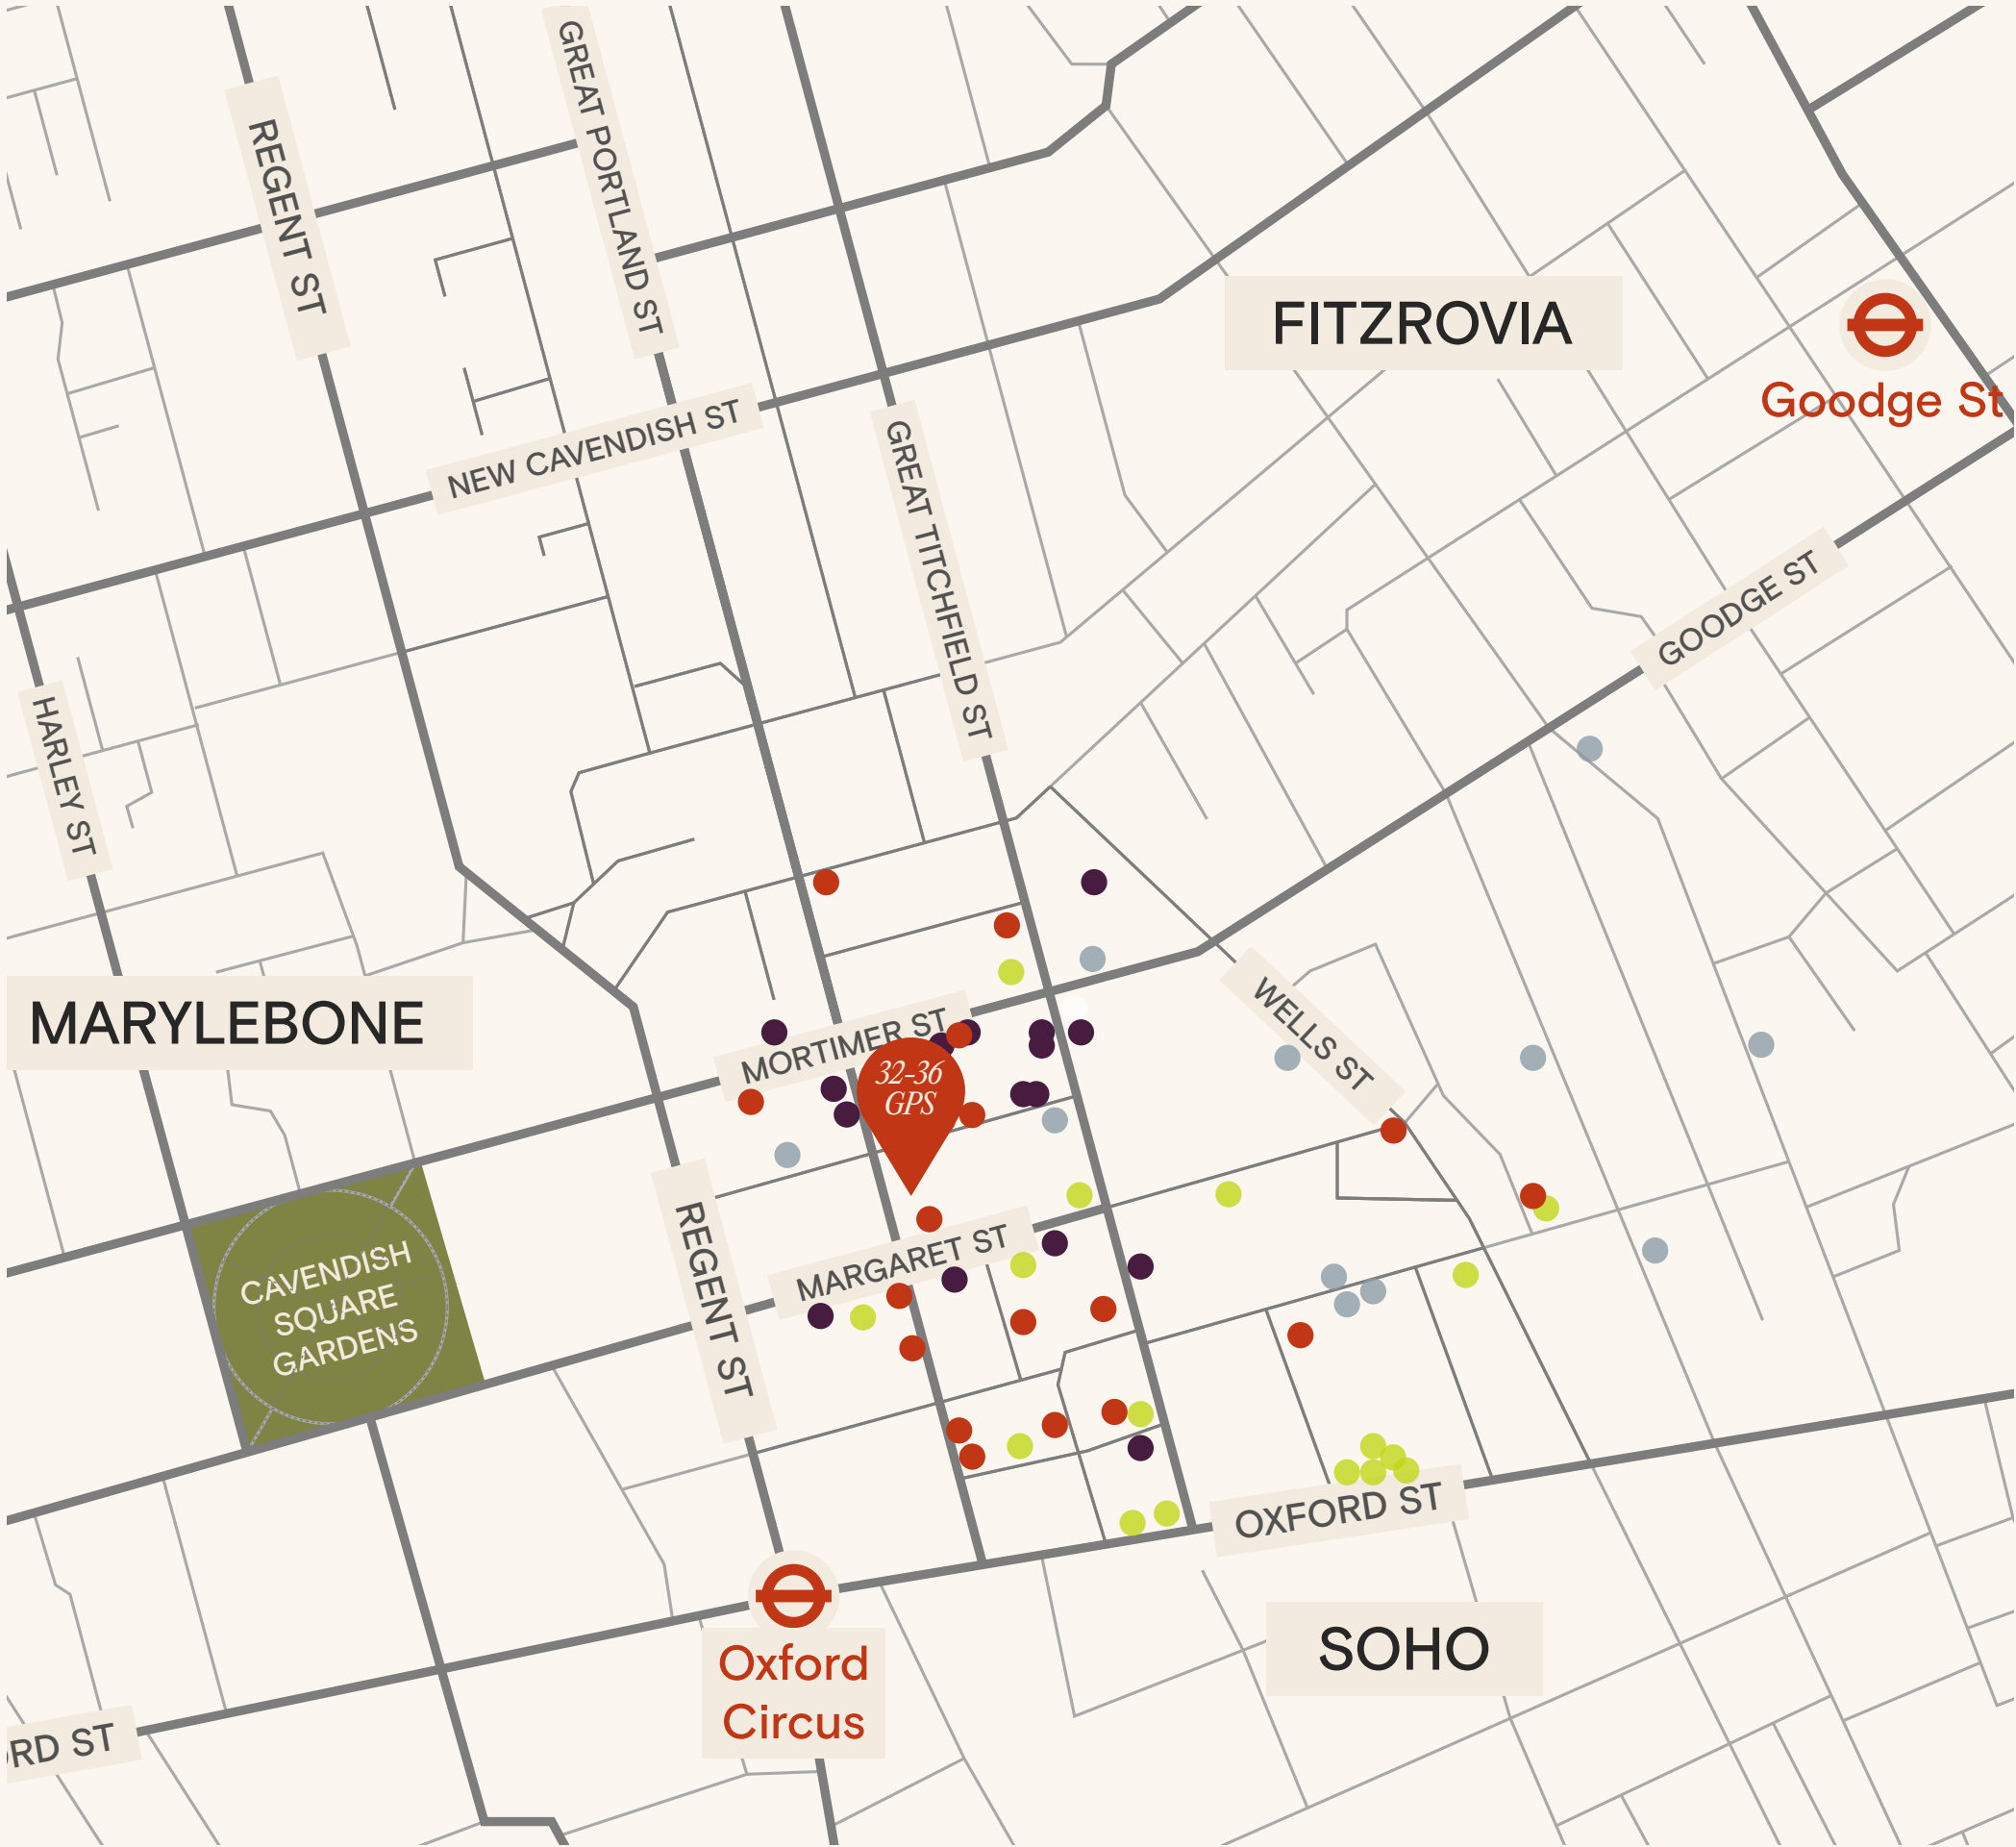 GREAT PORTLAND ST
REGENT ST
FITZROVIA
Goodge St
NEW CAVENDISH ST
GREAT TITCHFIELD ST
GOODGE ST
HARLEY ST
MARYLEBONE
MORTIMER ST
WELLS ST
32-36
GPS
REGENT ST
MARGARET ST
CAVENDISH
SQUARE
GARDENS
OXFORD ST
SOHO
Oxford
Circus
RD ST